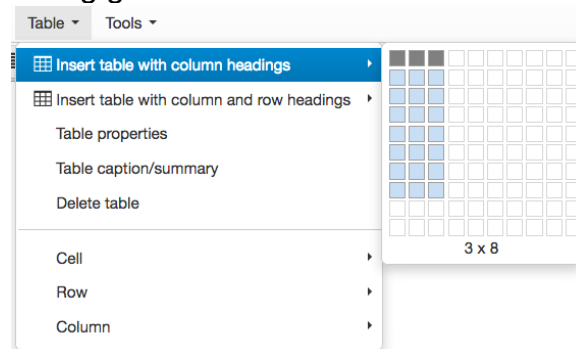 Table Tools
Insert table with column headings
Insert table with column and row headings
Table properties
Table caption/summary
Delete table
Cell
Row
Column
3 x 8